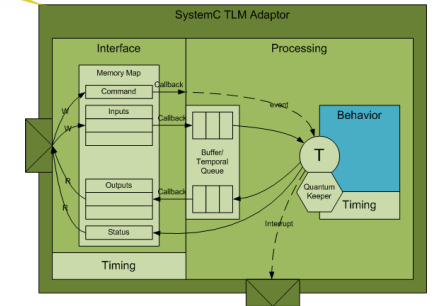 SystemC TLM Adaptor
Interface
Processing
Memory Map
Command
Callback
event
W
Inputs
W
Callback
Behavior
Buffer/
Temporal
Queue
T
R
Outputs
Callback
Quantum
Keeper
R
Timing
Status
Interrupt
Timing